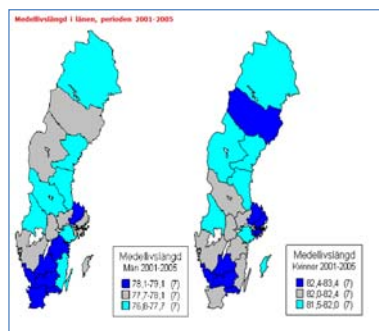 Medellivslängd i länen, perioden 2001-2005
Medellivslängd
Män 2001-2005
78,1-79,1 (7)
77,7-78,1 (7)
76,8-77,7 (7)
Medellivslängd
Kvinnor 2001-2005
82,4-83,4 (7)
82,0-82,4 (7)
81,5-82,0 (7)